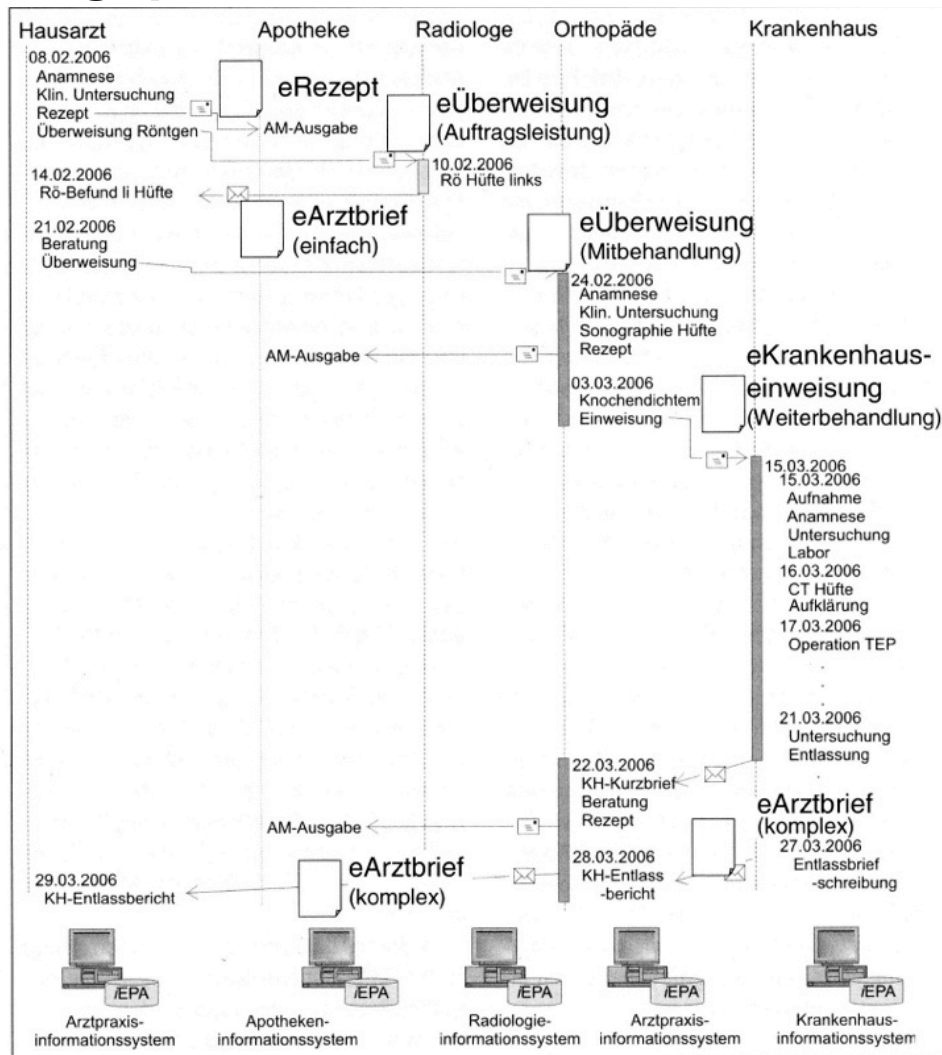 Hausarzt
Apotheke
Radiologe
Orthopäde
Krankenhaus
08.02.2006
Anamnese
Klin. Untersuchung
Rezept
Überweisung Röntgen
eRezept
AM-Ausgabe
eÜberweisung
(Auftragsleistung)
10.02.2006
Rö Hüfte links
14.02.2006
Rö-Befund li Hüfte
eArztbrief
(einfach)
21.02.2006
Beratung
Überweisung
eÜberweisung
(Mitbehandlung)
24.02.2006
Anamnese
Klin. Untersuchung
Sonographie Hüfte
Rezept
AM-Ausgabe
03.03.2006
Knochendichtem
Einweisung
eKrankenhaus-
einweisung
(Weiterbehandlung)
15.03.2006
15.03.2006
Aufnahme
Anamnese
Untersuchung
Labor
16.03.2006
CT Hüfte
Aufklärung
17.03.2006
Operation TEP
21.03.2006
Untersuchung
Entlassung
22.03.2006
KH-Kurzbrief
Beratung
Rezept
AM-Ausgabe
eArztbrief
(komplex)
27.03.2006
Entlassbrief
-schreibung
28.03.2006
KH-Entlass
-bericht
eArztbrief
(komplex)
29.03.2006
KH-Entlassbericht
iEPA
iEPA
iEPA
iEPA
iEPA
Arztpraxis-
informationssystem
Apotheken-
informationssystem
Radiologie-
informationssystem
Arztpraxis-
informationssystem
Krankenhaus-
informationssystem